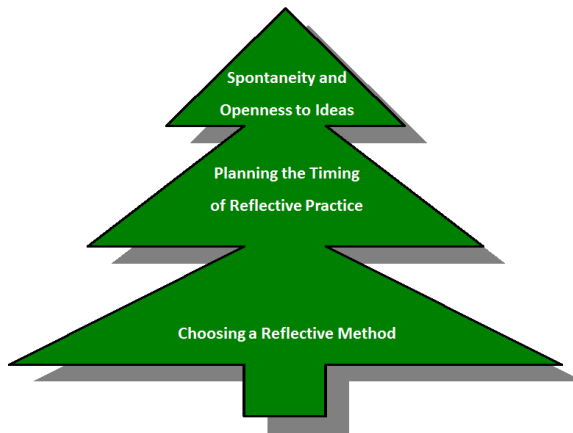 Spontaneity and
Openness to Ideas
Planning the Timing
of Reflective Practice
Choosing a Reflective Method